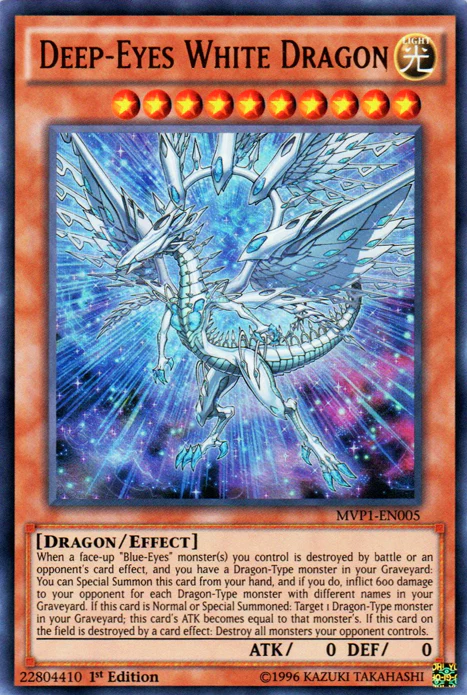 DEEP-EYES WHITE DRAGON
LIGHT
光
MVP1-EN005
[DRAGON/EFFECT]
When a face-up "Blue-Eyes" monster(s) you control is destroyed by battle or an
opponent's card effect, and you have a Dragon-Type monster in your Graveyard:
You can Special Summon this card from your hand, and if you do, inflict 600 damage
to your opponent for each Dragon-Type monster with different names in your
Graveyard. If this card is Normal or Special Summoned: Target 1 Dragon-Type monster
in your Graveyard; this card's ATK becomes equal to that monster's. If this card on
the field is destroyed by a card effect: Destroy all monsters your opponent controls.
ATK/ 0 DEF/ 0
22804410 1st Edition ©1996 KAZUKI TAKAHASHI